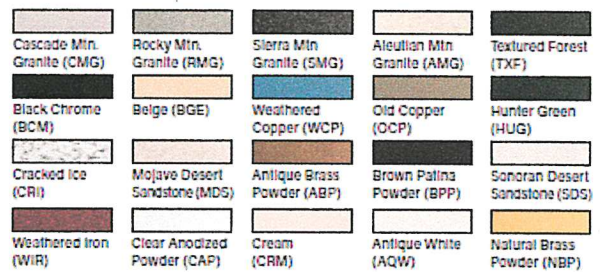 Cascade Mtn.
Granite (CMG)
Rocky Mtn.
Granite (RMG)
Sierra Mtn
Granite (SMG)
Aleutian Mtn
Granite (AMG)
Textured Forest
(TXF)
Black Chrome
(BCM)
Beige (BGE)
Weathered
Copper (WCP)
Old Copper
(OCP)
Hunter Green
(HUG)
Cracked Ice
(CRI)
Mojave Desert
Sandstone (MDS)
Antique Brass
Powder (ABP)
Brown Patina
Powder (BPP)
Sonoran Desert
Sandstone (SDS)
Weathered Iron
(WIR)
Clear Anodized
Powder (CAP)
Cream
(CRM)
Antique White
(AQW)
Natural Brass
Powder (NBP)